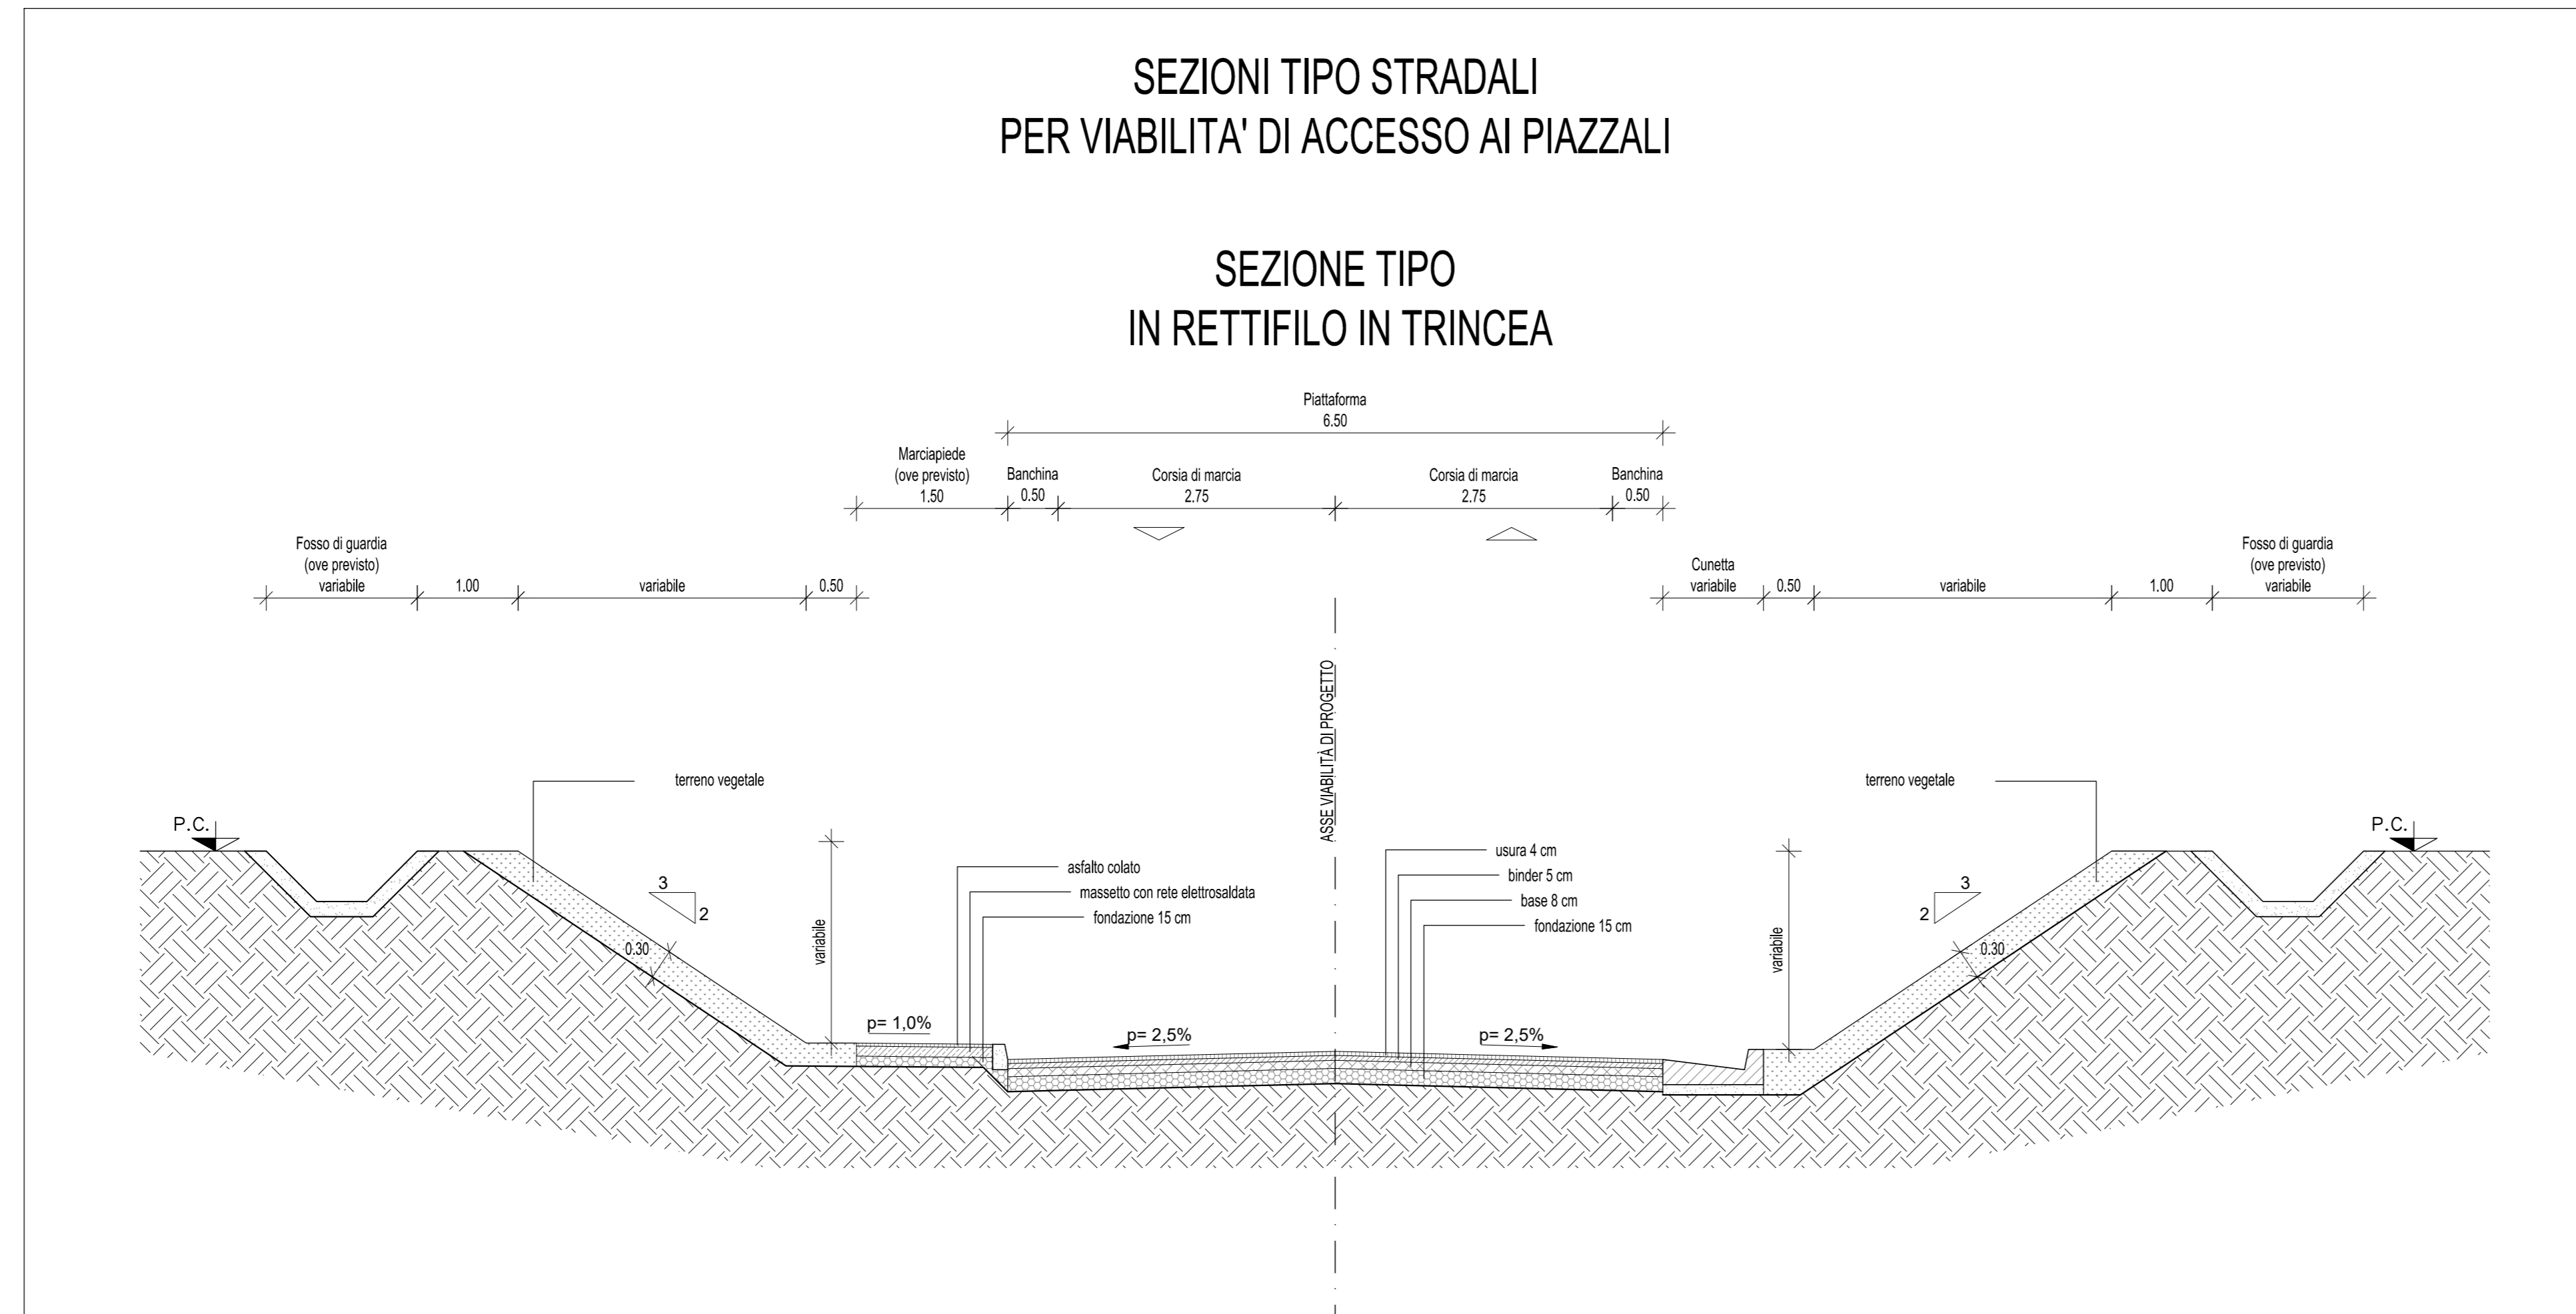 SEZIONI TIPO STRADALI
PER VIABILITA' DI ACCESSO AI PIAZZALI
SEZIONE TIPO
IN RETTIFILO IN TRINCEA
Piattaforma
6.50
Marciapiede
(ove previsto)
1.50
Banchina
0.50
Corsia di marcia
2.75
Corsia di marcia
2.75
Banchina
0.50
Fosso di guardia
(ove previsto)
variabile
1.00
variabile
0.50
Cunetta
variabile
0.50
variabile
1.00
Fosso di guardia
(ove previsto)
variabile
ASSE VIABILITÀ DI PROGETTO
terreno vegetale
terreno vegetale
P.C.
P.C.
asfalto colato
massetto con rete elettrosaldata
fondazione 15 cm
usura 4 cm
binder 5 cm
base 8 cm
fondazione 15 cm
3
2
3
2
0.30
0.30
variabile
variabile
p= 1,0%
p= 2,5%
p= 2,5%